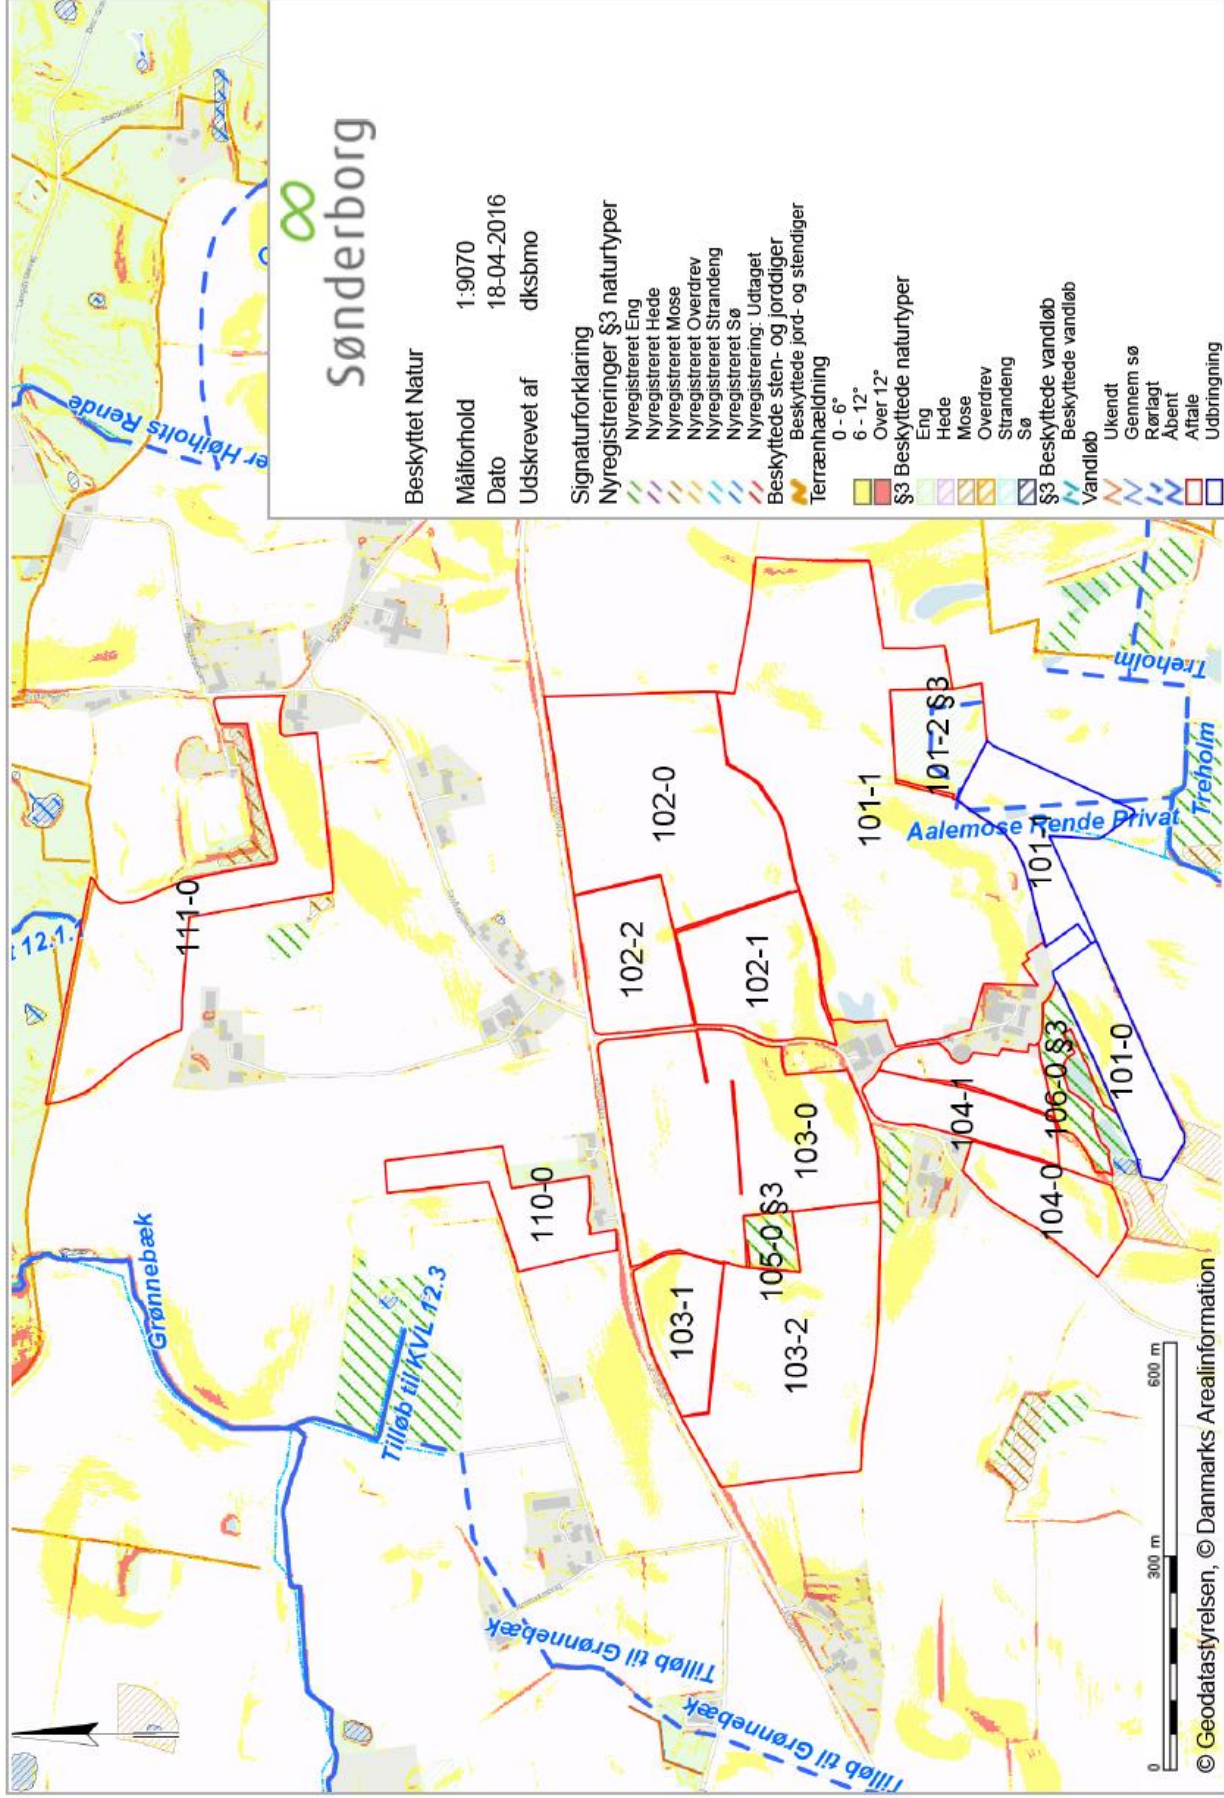 Sønderborg
Beskyttet Natur
Målforhold 1:9070
Dato 18-04-2016
Udskrevet af dksbmo
Signaturforklaring
Nyregistreringer §3 naturtyper
Nyregistreret Eng
Nyregistreret Hede
Nyregistreret Mose
Nyregistreret Overdrev
Nyregistreret Strandeng
Nyregistreret Sø
Nyregistrering: Udtaget
Beskyttede sten- og jorddiger
Beskyttede jord- og stendiger
Terrænhældning
0 - 6°
6 - 12°
Over 12°
§3 Beskyttede naturtyper
Eng
Hede
Mose
Overdrev
Strandeng
Sø
§3 Beskyttede vandløb
Beskyttede vandløb
Vandløb
Ukendt
Gennem sø
Rørlagt
Åbent
Aftale
Udbringning
er Høiholts Rende
12.1.
111-0
Grønnebæk
Tilløb til KVL 12.3
110-0
102-0
102-2
102-1
101-1
101-2 §3
Aalemose Rende Privat
101-1
Treholm
Treholm
103-0
103-1
105-0 §3
103-2
104-1
104-0
106-0 §3
101-0
Tilløb til Grønnebæk
Tilløb til Grønnebæk
0 300 m 600 m
© Geodatastyrelsen, © Danmarks Arealinformation